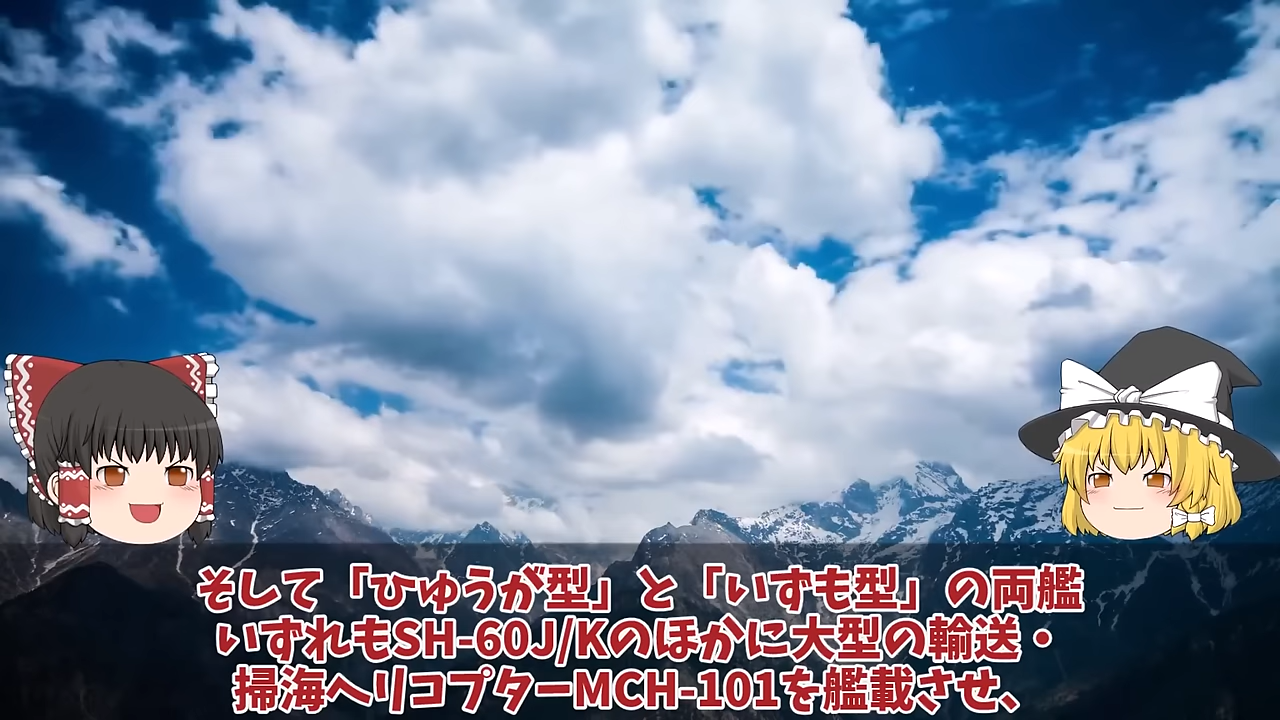 そして「ひゅうが型」と「いずも型」の両艦
いずれもSH-60J/Kのほかに大型の輸送・
掃海ヘリコプターMCH-101を艦載させ、